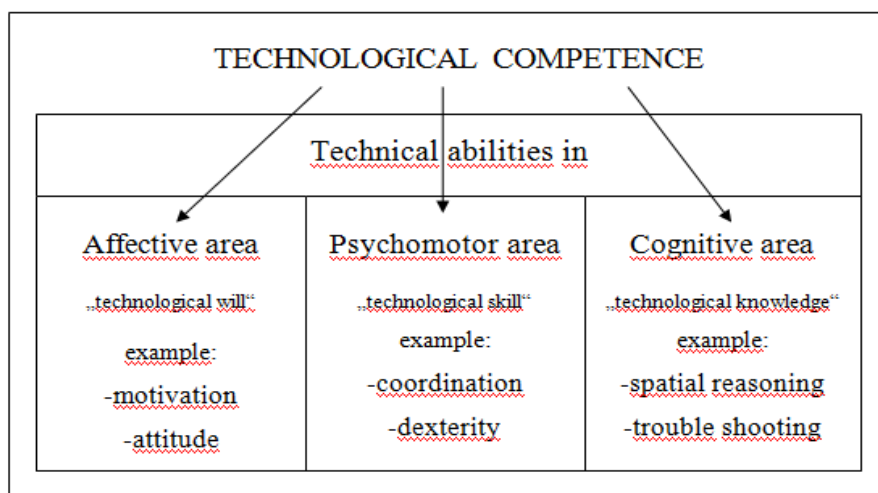 TECHNOLOGICAL COMPETENCE
Technical abilities in
Affective area
„technological will“
example:
-motivation
-attitude
Psychomotor area
„technological skill“
example:
-coordination
-dexterity
Cognitive area
„technological knowledge“
example:
-spatial reasoning
-trouble shooting